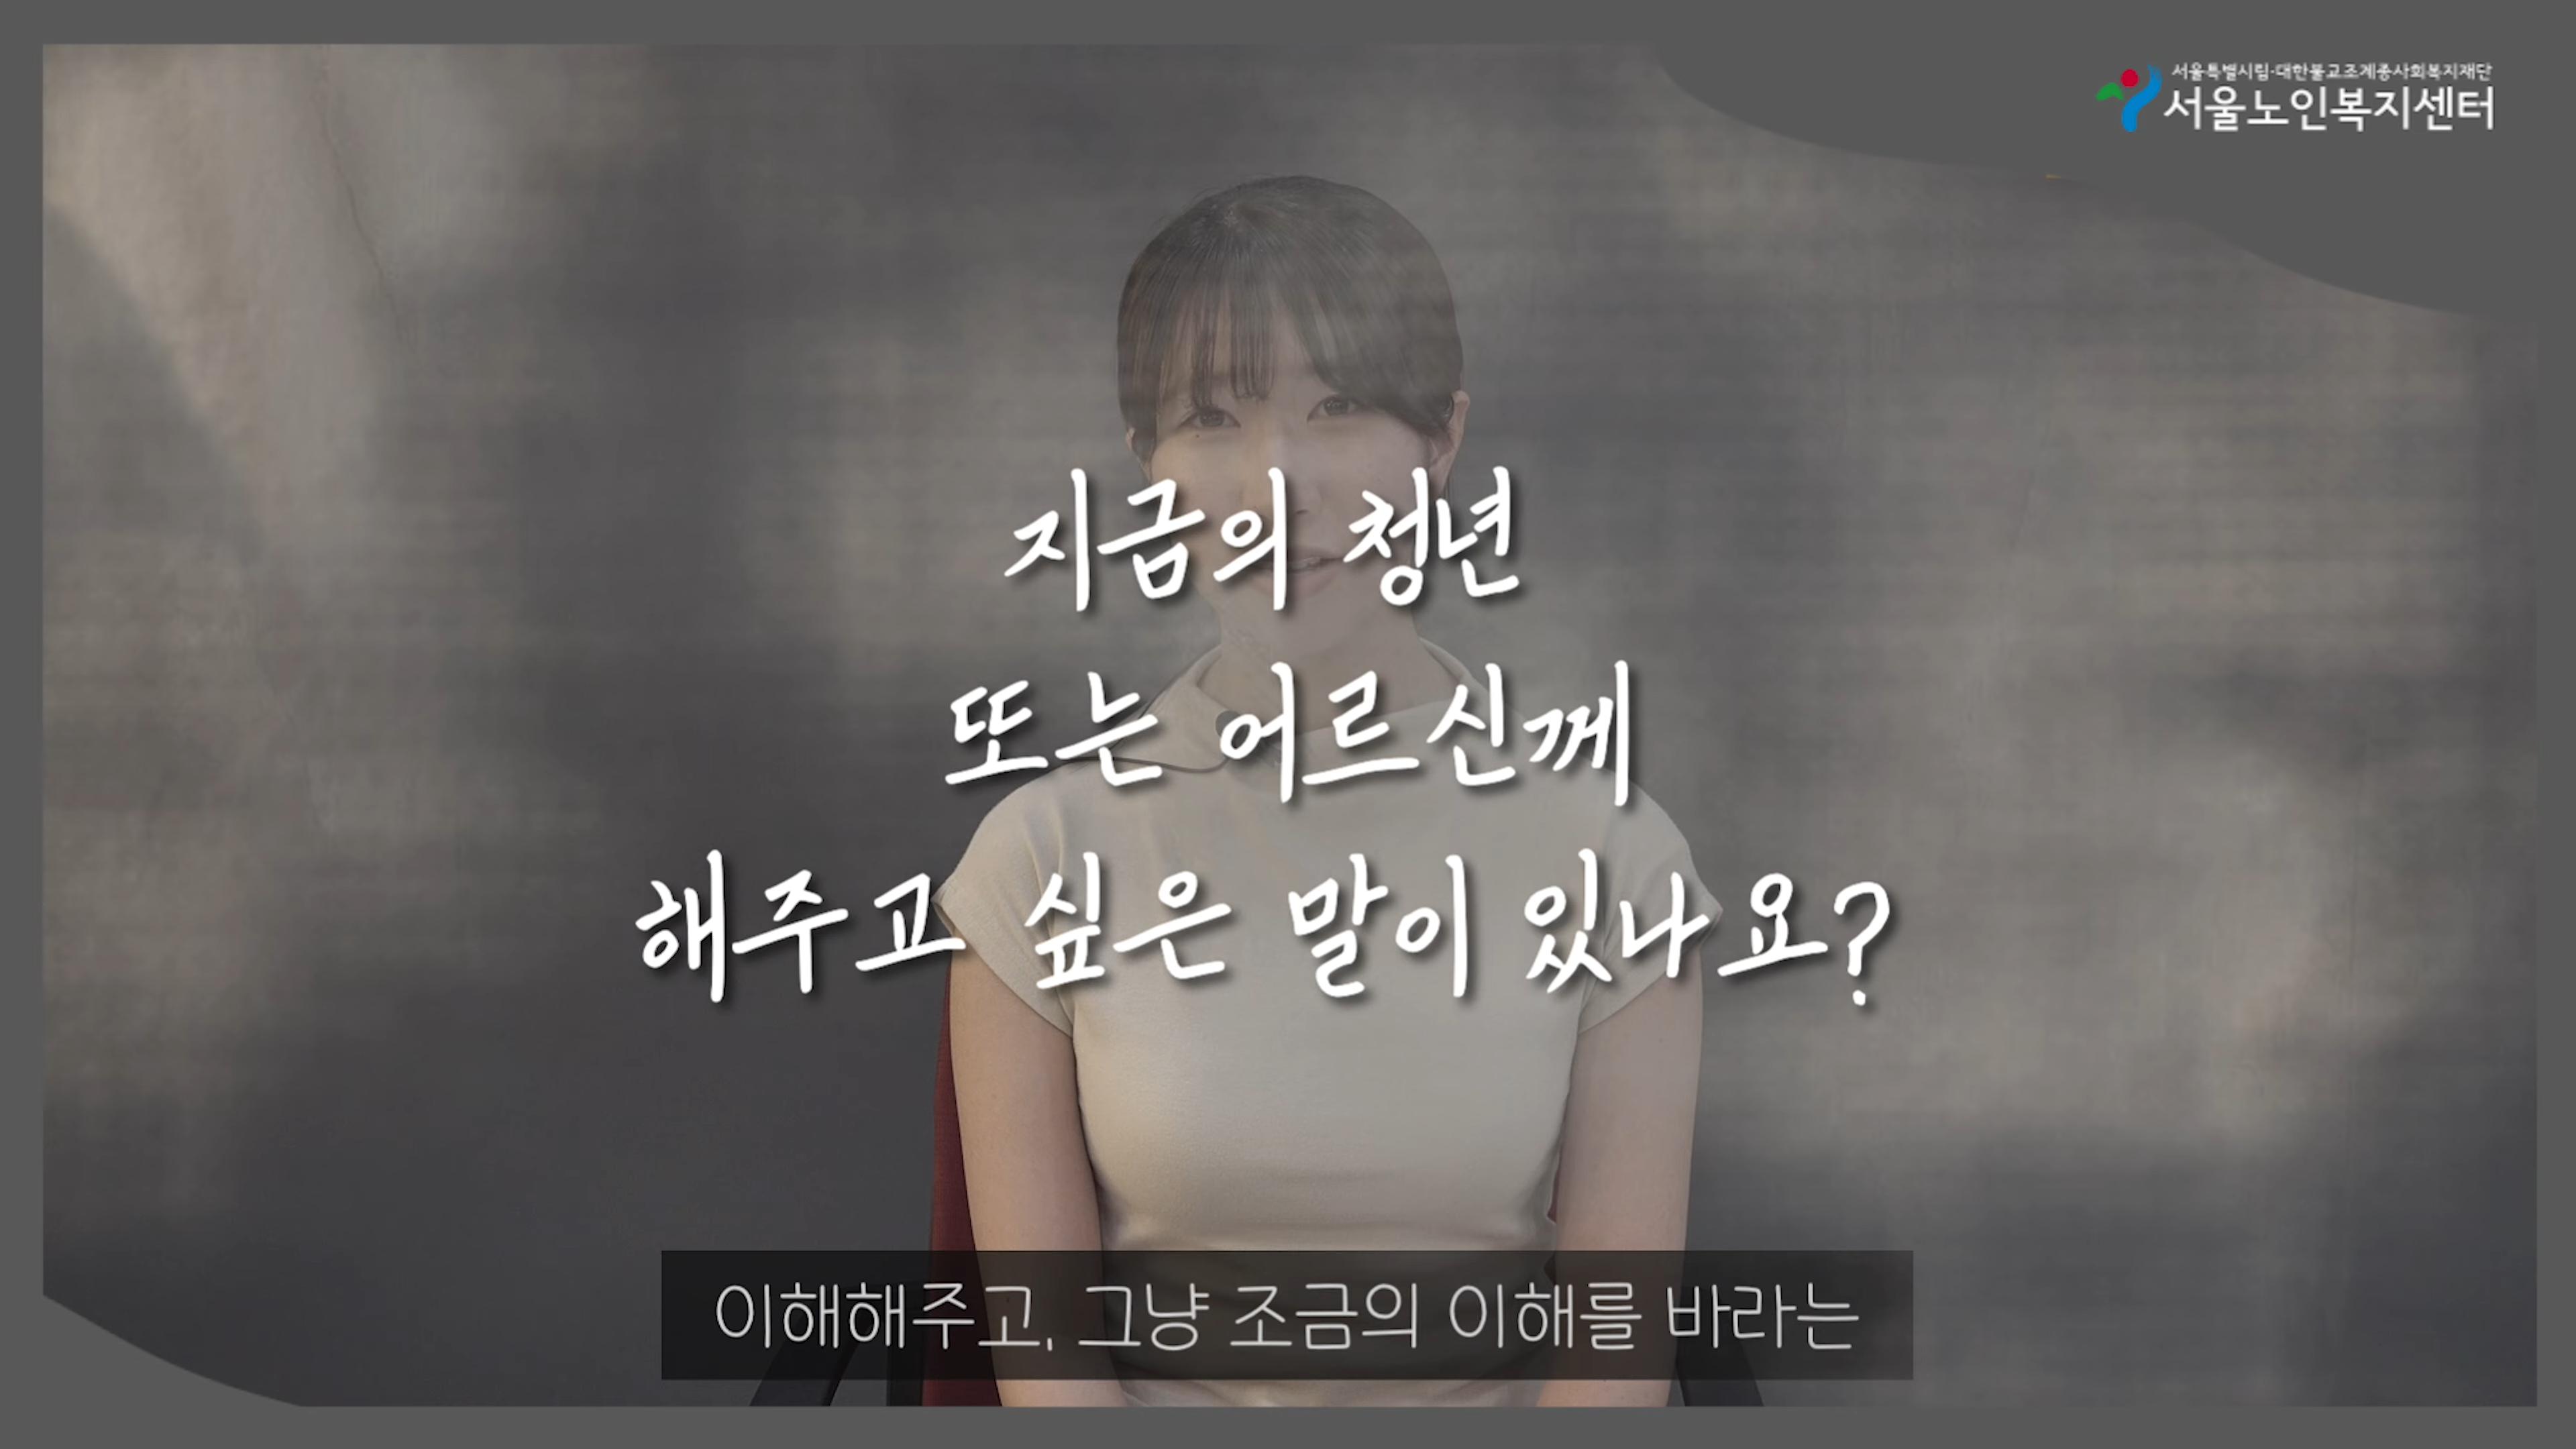 서울특별시립·대한불교조계종사회복지재단
서울노인복지센터
지금의 청년
또는 어르신께
해주고 싶은 말이 있나요?
이해해주고, 그냥 조금의 이해를 바라는